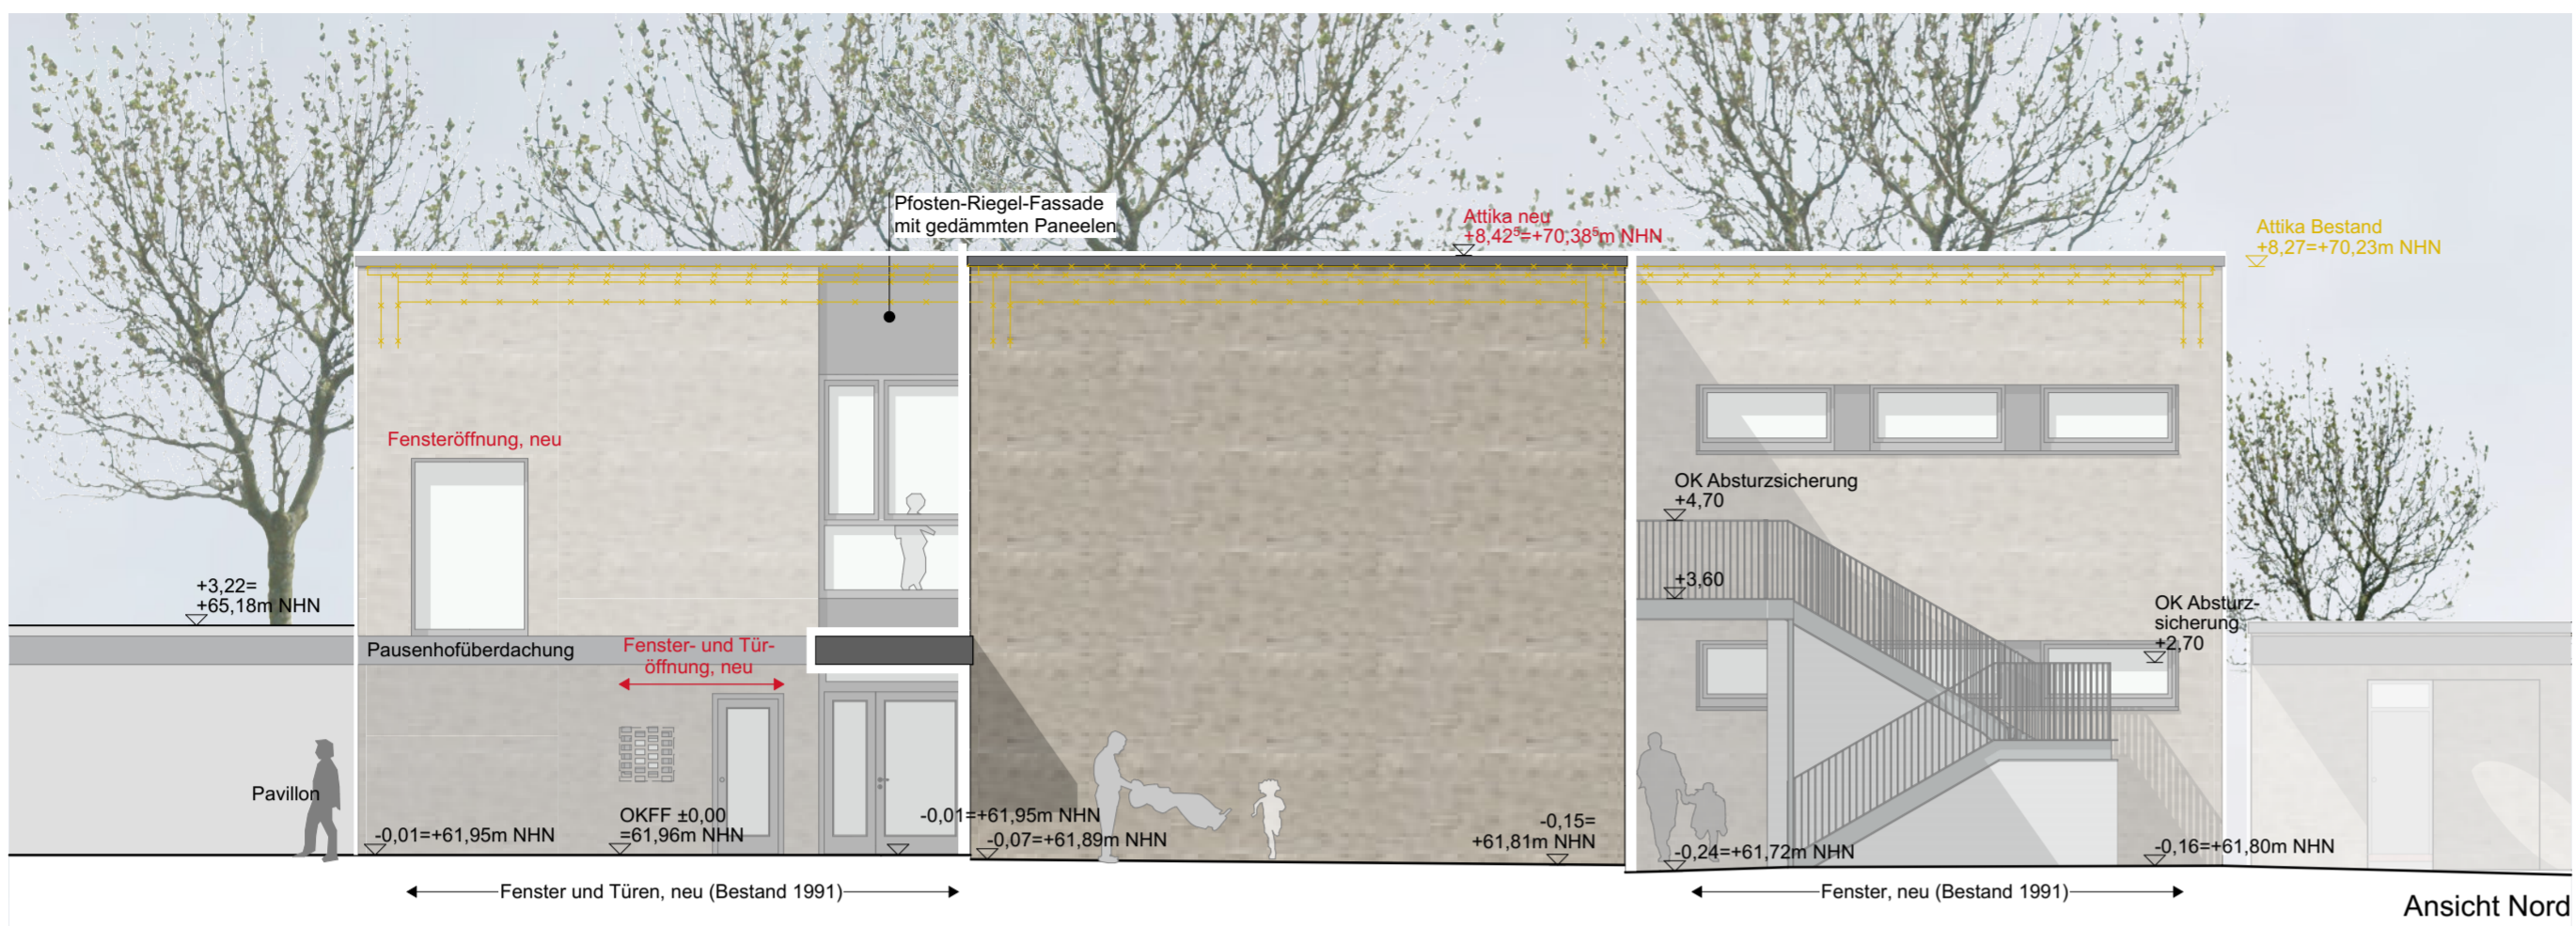 Pfosten-Riegel-Fassade
mit gedämmten Paneelen
Attika neu
+8,42⁵=+70,38⁵m NHN
Attika Bestand
+8,27=+70,23m NHN
Fensteröffnung, neu
OK Absturzsicherung
+4,70
+3,60
+3,22=
+65,18m NHN
OK Absturz-
sicherung
+2,70
Pausenhofüberdachung
Fenster- und Tür-
öffnung, neu
Pavillon
-0,01=+61,95m NHN
OKFF ±0,00
=61,96m NHN
-0,01=+61,95m NHN
-0,07=+61,89m NHN
-0,15=
+61,81m NHN
-0,24=+61,72m NHN
-0,16=+61,80m NHN
Fenster und Türen, neu (Bestand 1991)
Fenster, neu (Bestand 1991)
Ansicht Nord